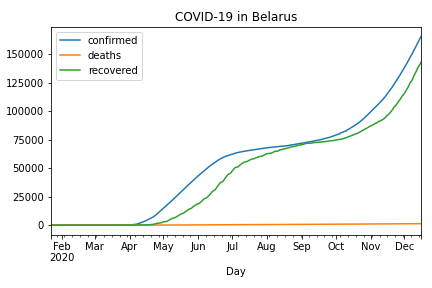 COVID-19 in Belarus
confirmed
deaths
recovered
150000
125000
100000
75000
50000
25000
0
Feb Mar Apr May Jun Jul Aug Sep Oct Nov Dec
2020
Day